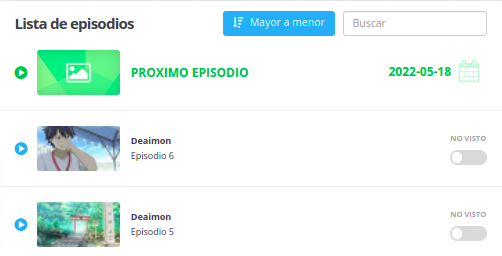 Lista de episodios
Mayor a menor
Buscar
PROXIMO EPISODIO
2022-05-18
Deaimon
Episodio 6
NO VISTO
Deaimon
Episodio 5
NO VISTO